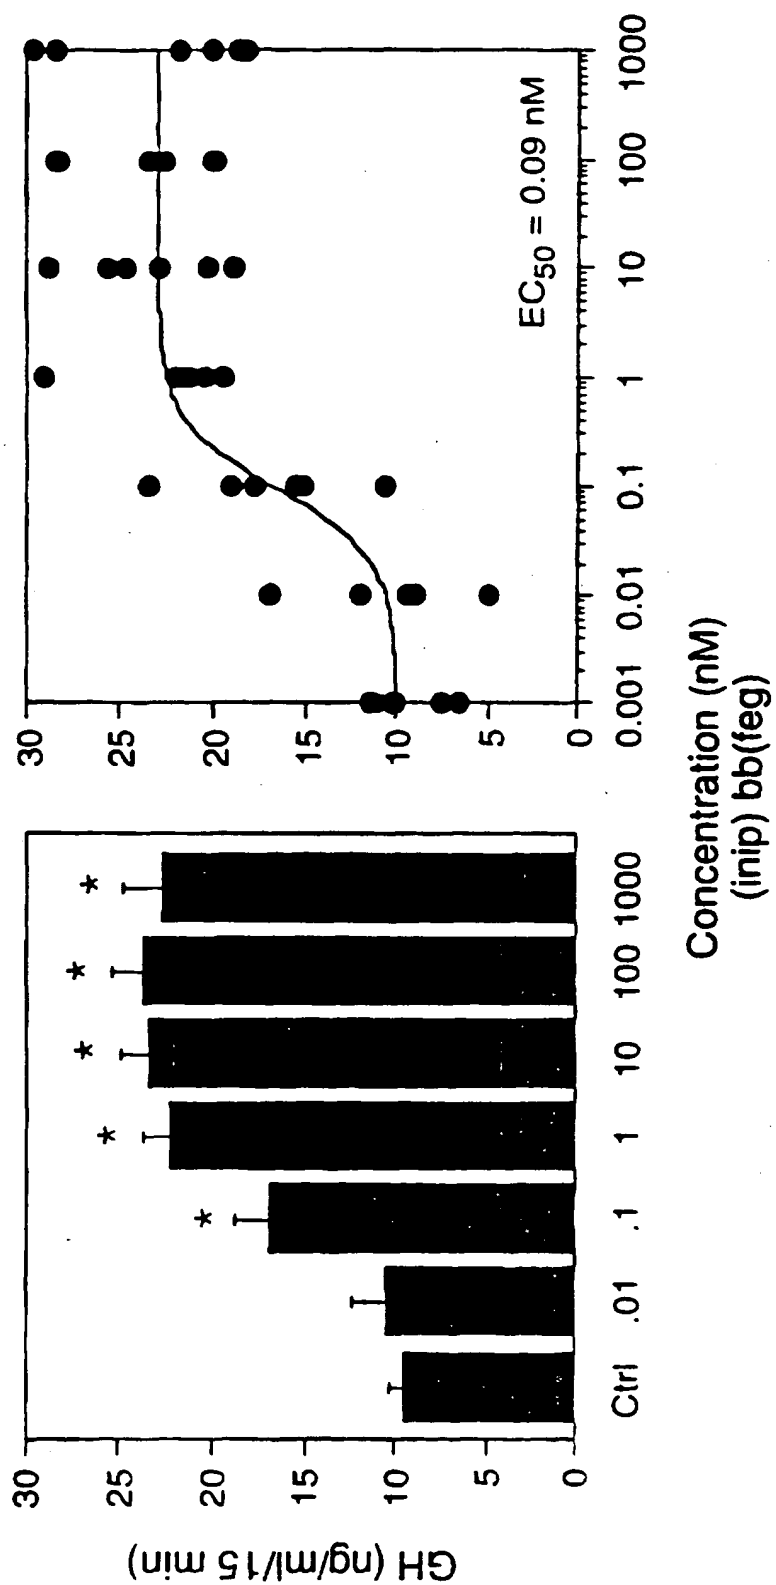 GH (ng/ml/15 min)
30
25
20
15
10
5
0
Ctrl .01 .1 1 10 100 1000
* * * * *
30
25
20
15
10
5
0
0.001 0.01 0.1 1 10 100 1000
EC50 = 0.09 nM
Concentration (nM)
(inip) bb(feg)